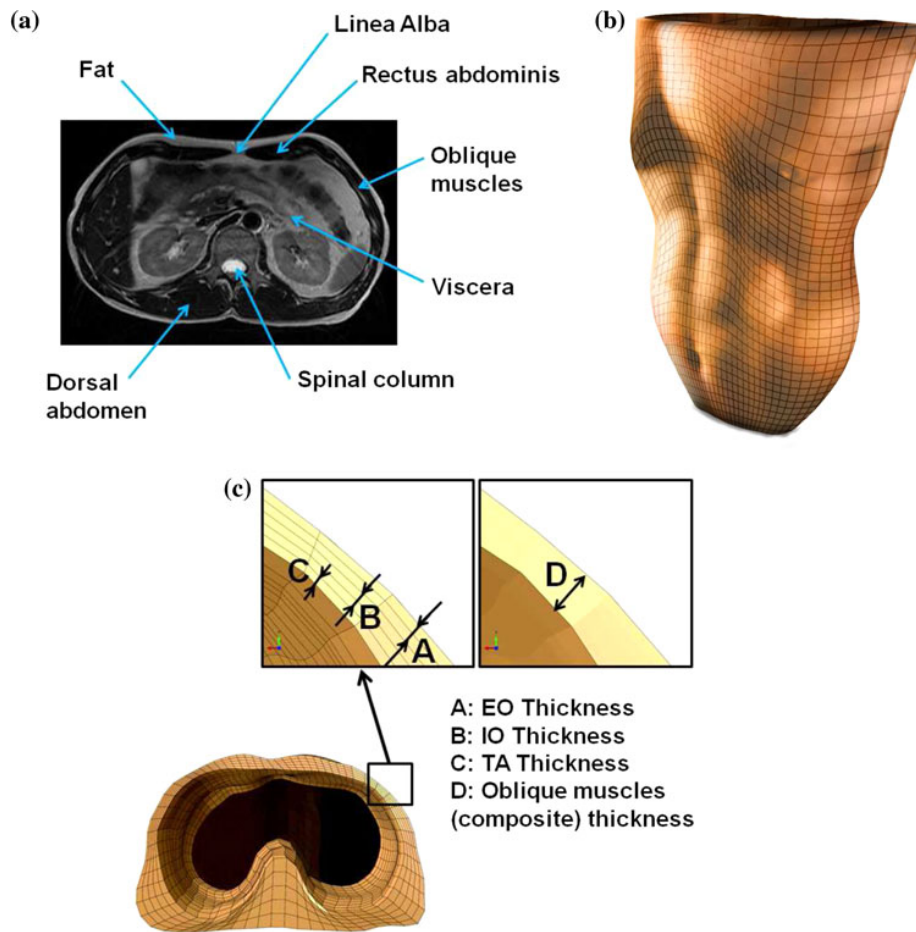 (a)
Linea Alba
Fat
Rectus abdominis
Oblique
muscles
Viscera
Spinal column
Dorsal
abdomen
(b)
(c)
C
B
A
D
A: EO Thickness
B: IO Thickness
C: TA Thickness
D: Oblique muscles
(composite) thickness